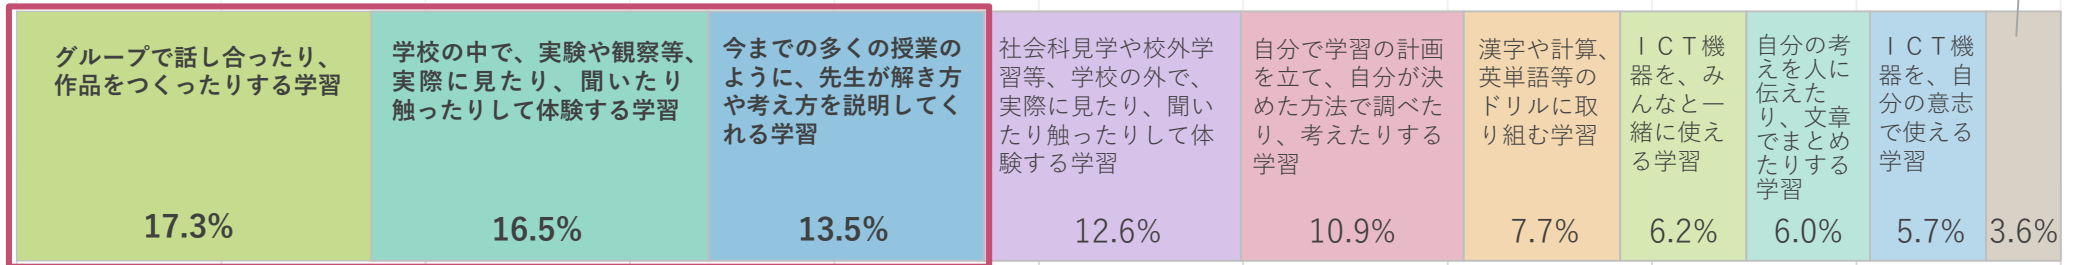 グループで話し合ったり、
作品をつくったりする学習
17.3%
学校の中で、実験や観察等、
実際に見たり、聞いたり
触ったりして体験する学習
16.5%
今までの多くの授業の
ように、先生が解き方
や考え方を説明してく
れる学習
13.5%
社会科見学や校外学
習等、学校の外で、
実際に見たり、聞い
たり触ったりして体
験する学習
12.6%
自分で学習の計画
を立て、自分が決
めた方法で調べた
り、考えたりする
学習
10.9%
漢字や計算、
英単語等の
ドリルに取
り組む学習
7.7%
ＩＣＴ機
器を、み
んなと一
緒に使え
る学習
6.2%
自分の考
えを人に
伝えた
り、文章
でまとめ
たりする
学習
6.0%
ＩＣＴ機
器を、自
分の意志
で使える
学習
5.7%
3.6%